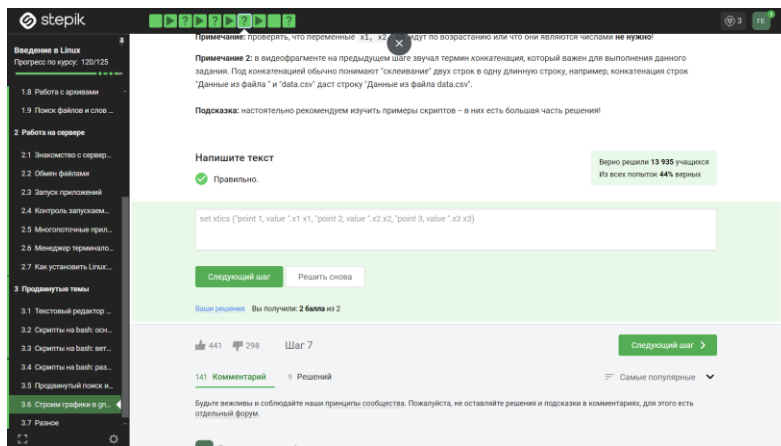 stepik
3
ГЕ
Введение в Linux
Прогресс по курсу: 120/125
1.8 Работа с архивами
1.9 Поиск файлов и слов ...
2 Работа на сервере
2.1 Знакомство с сервер...
2.2 Обмен файлами
2.3 Запуск приложений
2.4 Контроль запускаем...
2.5 Многопоточные прил...
2.6 Менеджер терминало...
2.7 Как установить Linux:...
3 Продвинутые темы
3.1 Текстовый редактор ...
3.2 Скрипты на bash: осн...
3.3 Скрипты на bash: вет...
3.4 Скрипты на bash: раз...
3.5 Продвинутый поиск и...
3.6 Строим графики в gn...
3.7 Разное
Примечание: проверять, что переменные x1, x2 идут по возрастанию или что они являются числами не нужно!
Примечание 2: в видеофрагменте на предыдущем шаге звучал термин конкатенация, который важен для выполнения данного
задания. Под конкатенацией обычно понимают "склеивание" двух строк в одну длинную строку, например, конкатенация строк
"Данные из файла " и "data.csv" даст строку "Данные из файла data.csv".
Подсказка: настоятельно рекомендуем изучить примеры скриптов – в них есть большая часть решения!
Напишите текст
Правильно.
Верно решили 13 935 учащихся
Из всех попыток 44% верных
set xtics ("point 1, value ".x1 x1, "point 2, value ".x2 x2, "point 3, value ".x3 x3)
Следующий шаг
Решить снова
Ваши решения Вы получили: 2 балла из 2
441
298
Шаг 7
Следующий шаг
141 Комментарий
9 Решений
Самые популярные
Будьте вежливы и соблюдайте наши принципы сообщества. Пожалуйста, не оставляйте решения и подсказки в комментариях, для этого есть
отдельный форум.